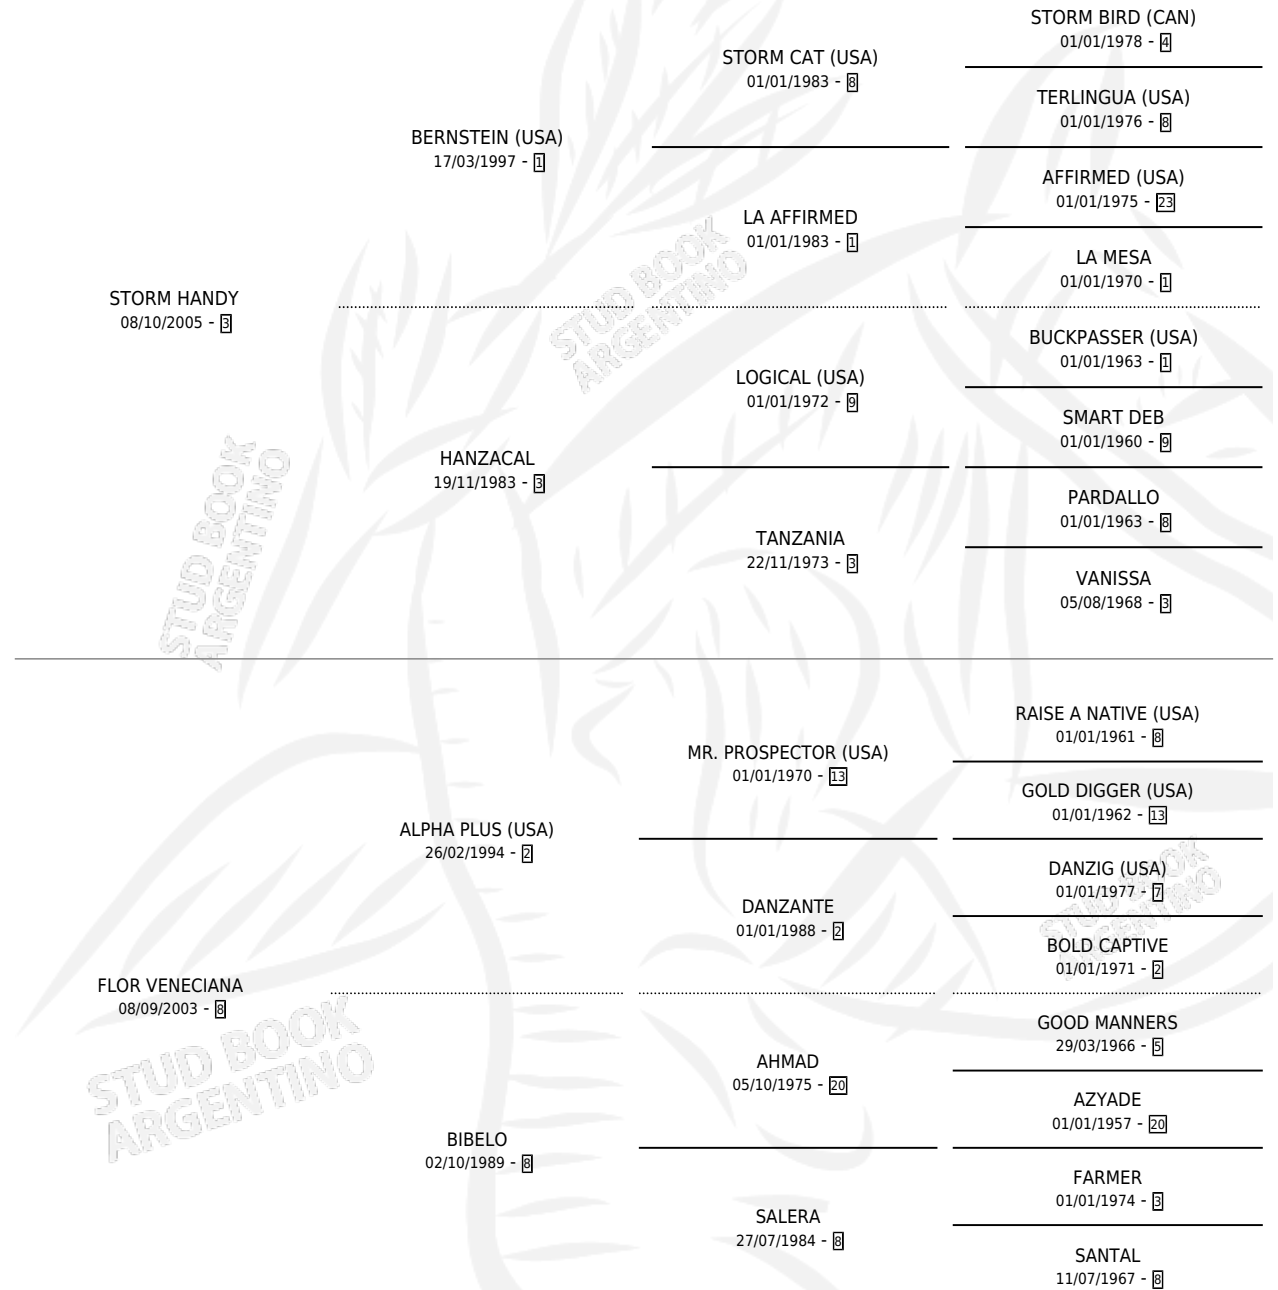 STORM BIRD (CAN)
01/01/1978 - 4
STORM CAT (USA)
01/01/1983 - 8
TERLINGUA (USA)
01/01/1976 - 8
BERNSTEIN (USA)
17/03/1997 - 1
AFFIRMED (USA)
01/01/1975 - 23
LA AFFIRMED
01/01/1983 - 1
LA MESA
01/01/1970 - 1
STORM HANDY
08/10/2005 - 3
BUCKPASSER (USA)
01/01/1963 - 1
LOGICAL (USA)
01/01/1972 - 9
SMART DEB
01/01/1960 - 9
HANZACAL
19/11/1983 - 3
PARDALLO
01/01/1963 - 8
TANZANIA
22/11/1973 - 3
VANISSA
05/08/1968 - 3
RAISE A NATIVE (USA)
01/01/1961 - 8
MR. PROSPECTOR (USA)
01/01/1970 - 13
GOLD DIGGER (USA)
01/01/1962 - 13
ALPHA PLUS (USA)
26/02/1994 - 2
DANZIG (USA)
01/01/1977 - 7
DANZANTE
01/01/1988 - 2
BOLD CAPTIVE
01/01/1971 - 2
FLOR VENECIANA
08/09/2003 - 8
GOOD MANNERS
29/03/1966 - 5
AHMAD
05/10/1975 - 20
AZYADE
01/01/1957 - 20
BIBELO
02/10/1989 - 8
FARMER
01/01/1974 - 3
SALERA
27/07/1984 - 8
SANTAL
11/07/1967 - 8
STUD BOOK
ARGENTINO
STUD BOOK
ARGENTINO
STUD BOOK
ARGENTINO
STUD BOOK
ARGENTINO